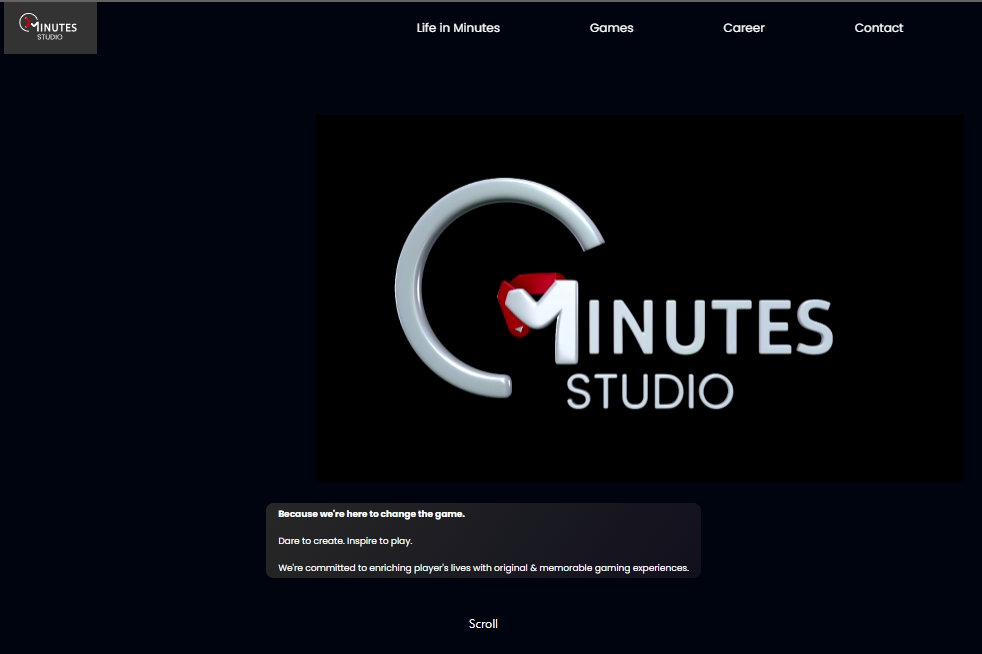 MINUTES
STUDIO
Life in Minutes
Games
Career
Contact
MINUTES
STUDIO
Because we're here to change the game.
Dare to create. Inspire to play.
We're committed to enriching player's lives with original & memorable gaming experiences.
Scroll